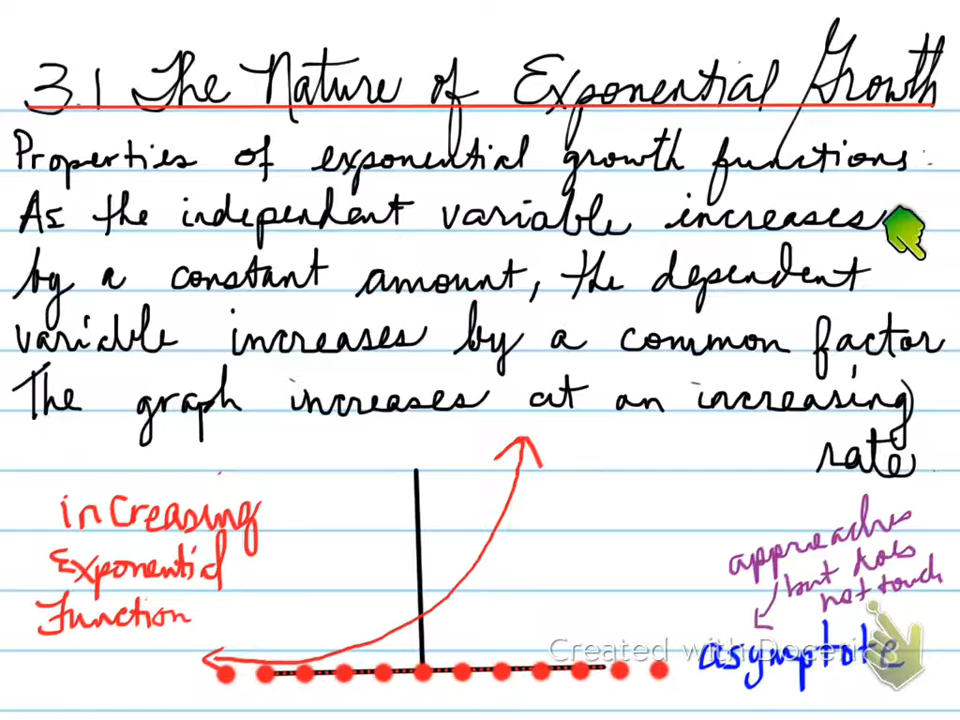 3.1 The Nature of Exponential Growth
Properties of exponential growth functions:
As the independent variable increases
by a constant amount, the dependent
variable increases by a common factor
The graph increases at an increasing
rate
increasing
Exponential
Function
approaches
but does
not touch
asymptote
Created with Doceri